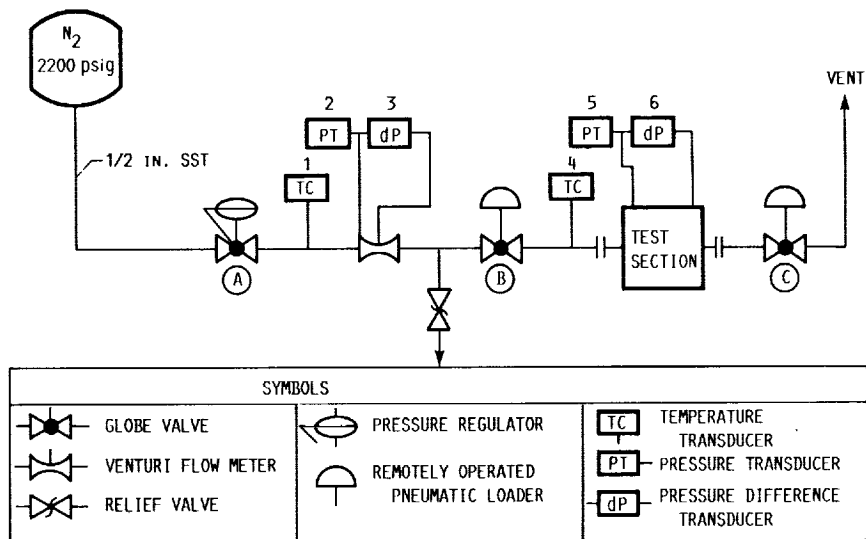 N2
2200 psig
1/2 IN. SST
1
TC
2
PT
3
dP
A
B
4
TC
5
PT
6
dP
TEST
SECTION
C
VENT
SYMBOLS
GLOBE VALVE
VENTURI FLOW METER
RELIEF VALVE
PRESSURE REGULATOR
REMOTELY OPERATED
PNEUMATIC LOADER
TC
TEMPERATURE
TRANSDUCER
PT
PRESSURE TRANSDUCER
dP
PRESSURE DIFFERENCE
TRANSDUCER